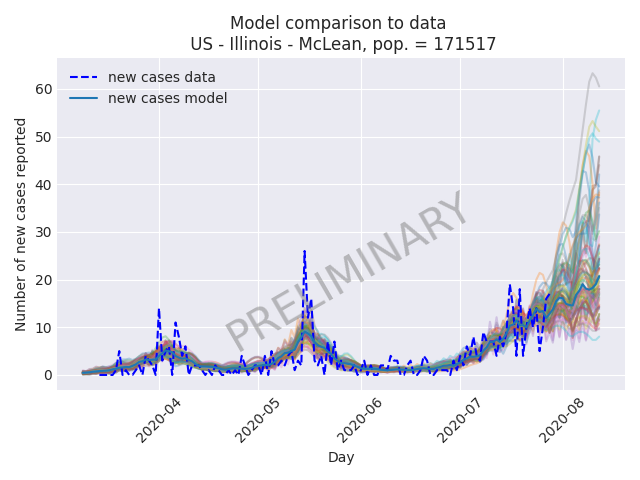 Model comparison to data
US - Illinois - McLean, pop. = 171517
new cases data
new cases model
PRELIMINARY
Number of new cases reported
60
50
40
30
20
10
0
2020-04
2020-05
2020-06
2020-07
2020-08
Day